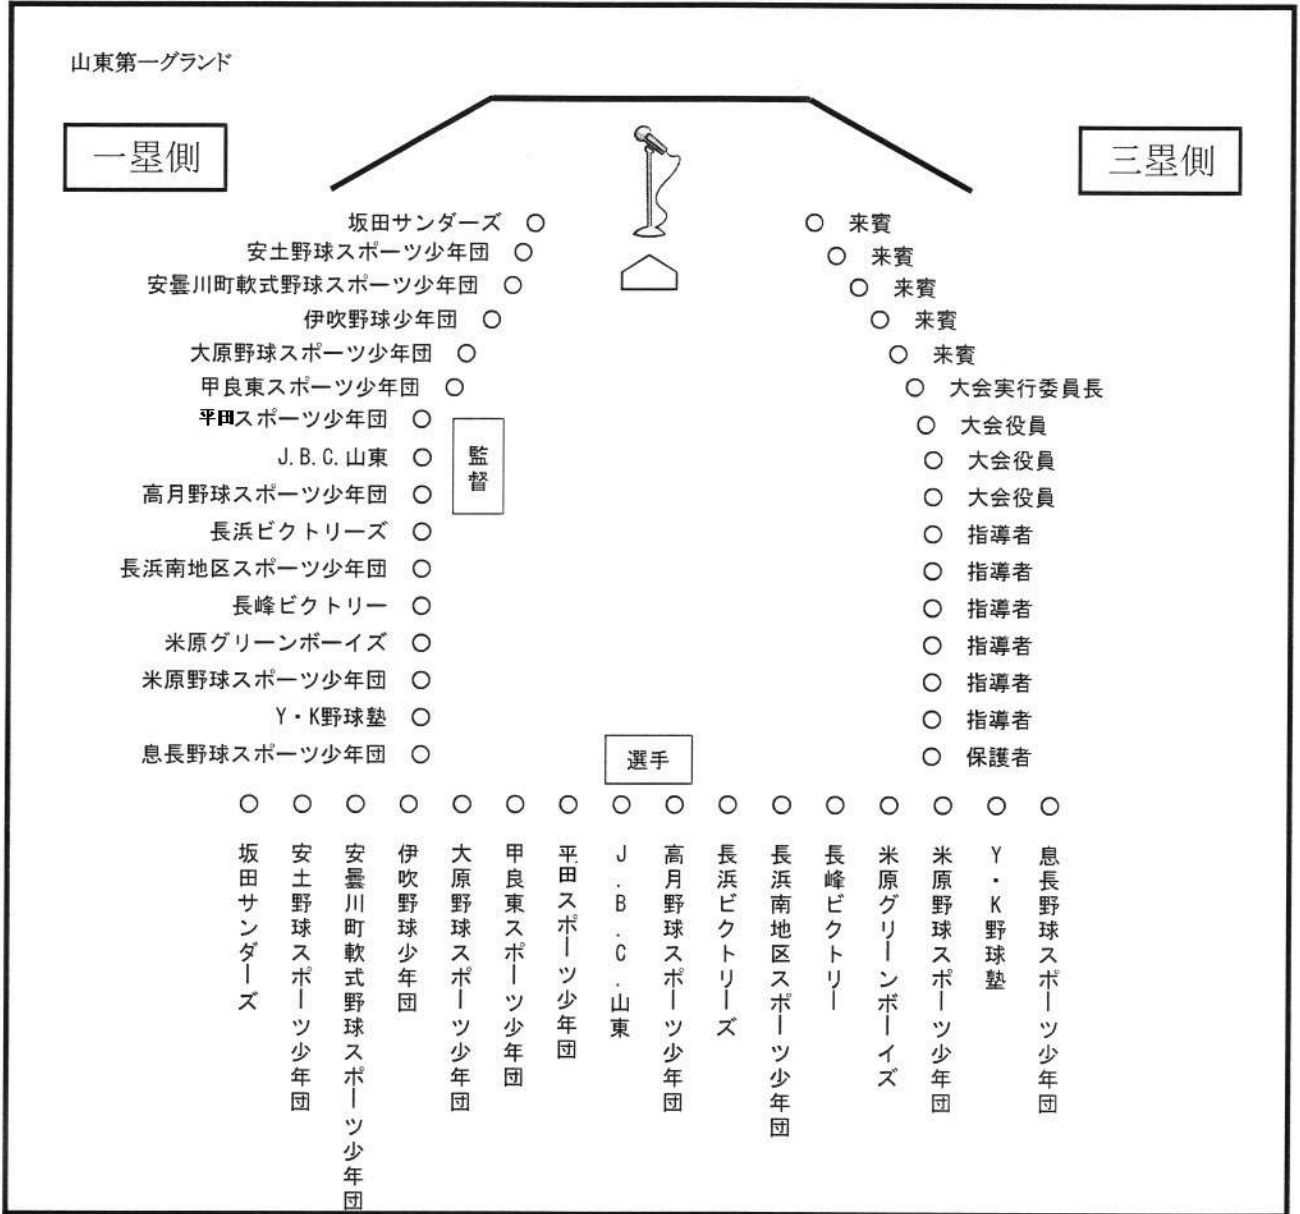 山東第一グランド
一塁側
三塁側
坂田サンダーズ
安土野球スポーツ少年団
安曇川町軟式野球スポーツ少年団
伊吹野球少年団
大原野球スポーツ少年団
甲良東スポーツ少年団
平田スポーツ少年団
J.B.C.山東
高月野球スポーツ少年団
長浜ビクトリーズ
長浜南地区スポーツ少年団
長峰ビクトリー
米原グリーンボーイズ
米原野球スポーツ少年団
Y・K野球塾
息長野球スポーツ少年団
監督
来賓
来賓
来賓
来賓
来賓
大会実行委員長
大会役員
大会役員
大会役員
指導者
指導者
指導者
指導者
指導者
指導者
保護者
選手
坂田サンダーズ
安土野球スポーツ少年団
安曇川町軟式野球スポーツ少年団
伊吹野球少年団
大原野球スポーツ少年団
甲良東スポーツ少年団
平田スポーツ少年団
J.B.C.山東
高月野球スポーツ少年団
長浜ビクトリーズ
長浜南地区スポーツ少年団
長峰ビクトリー
米原グリーンボーイズ
米原野球スポーツ少年団
Y・K野球塾
息長野球スポーツ少年団